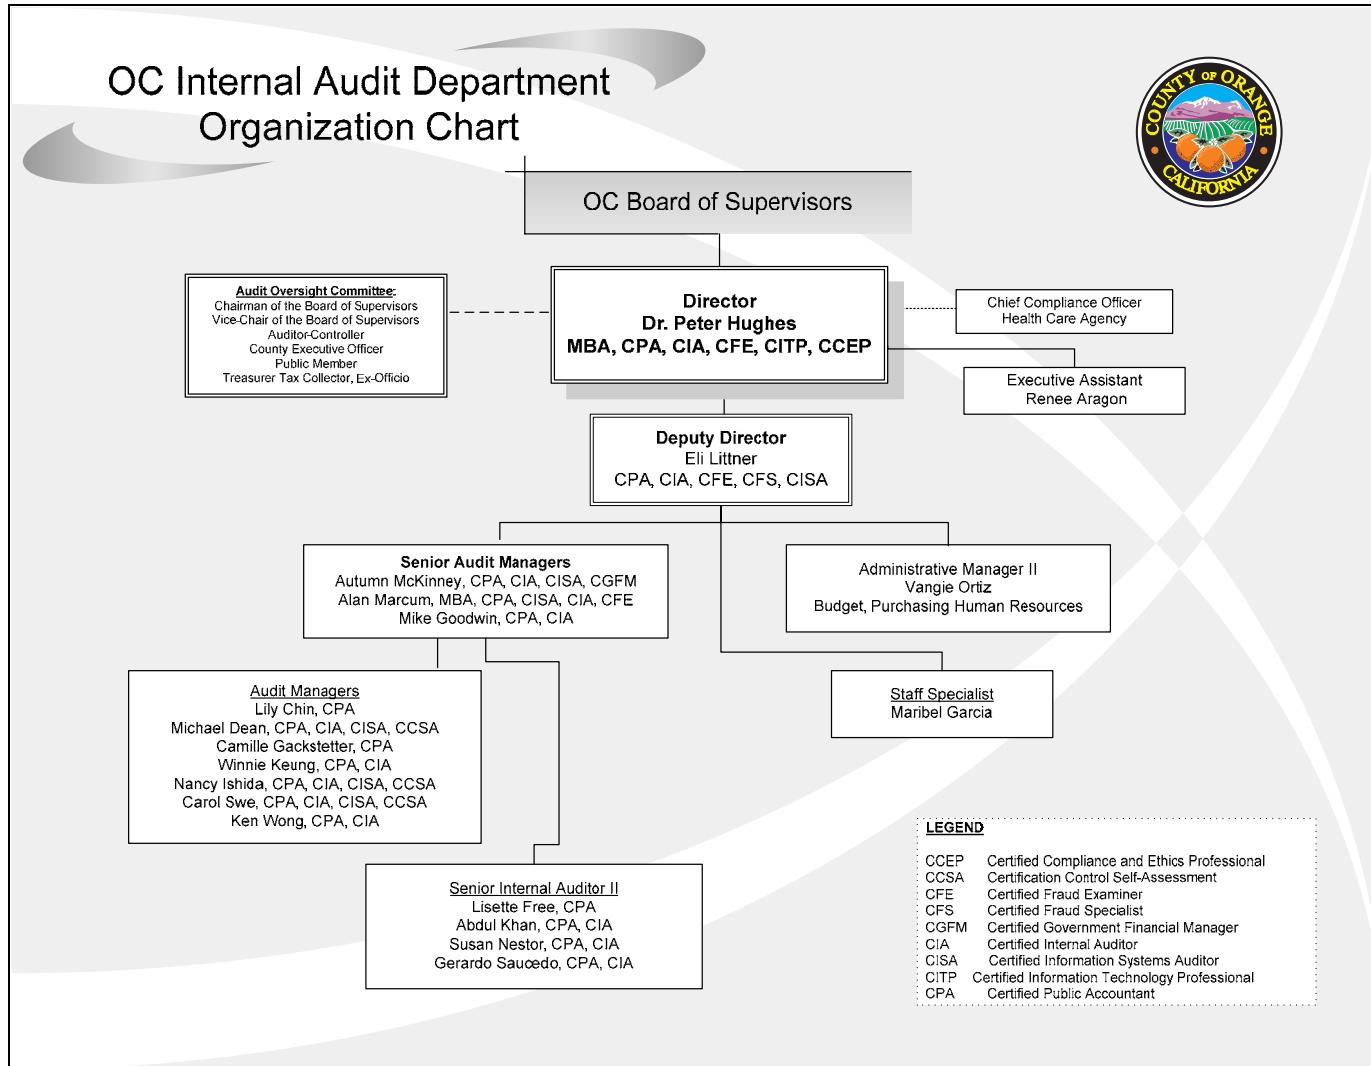 OC Internal Audit Department
Organization Chart
COUNTY OF ORANGE
CALIFORNIA
OC Board of Supervisors
Audit Oversight Committee:
Chairman of the Board of Supervisors
Vice-Chair of the Board of Supervisors
Auditor-Controller
County Executive Officer
Public Member
Treasurer Tax Collector, Ex-Officio
Director
Dr. Peter Hughes
MBA, CPA, CIA, CFE, CITP, CCEP
Chief Compliance Officer
Health Care Agency
Executive Assistant
Renee Aragon
Deputy Director
Eli Littner
CPA, CIA, CFE, CFS, CISA
Senior Audit Managers
Autumn McKinney, CPA, CIA, CISA, CGFM
Alan Marcum, MBA, CPA, CISA, CIA, CFE
Mike Goodwin, CPA, CIA
Administrative Manager II
Vangie Ortiz
Budget, Purchasing Human Resources
Audit Managers
Lily Chin, CPA
Michael Dean, CPA, CIA, CISA, CCSA
Camille Gackstetter, CPA
Winnie Keung, CPA, CIA
Nancy Ishida, CPA, CIA, CISA, CCSA
Carol Swe, CPA, CIA, CISA, CCSA
Ken Wong, CPA, CIA
Staff Specialist
Maribel Garcia
Senior Internal Auditor II
Lisette Free, CPA
Abdul Khan, CPA, CIA
Susan Nestor, CPA, CIA
Gerardo Saucedo, CPA, CIA
LEGEND
CCEP Certified Compliance and Ethics Professional
CCSA Certification Control Self-Assessment
CFE Certified Fraud Examiner
CFS Certified Fraud Specialist
CGFM Certified Government Financial Manager
CIA Certified Internal Auditor
CISA Certified Information Systems Auditor
CITP Certified Information Technology Professional
CPA Certified Public Accountant